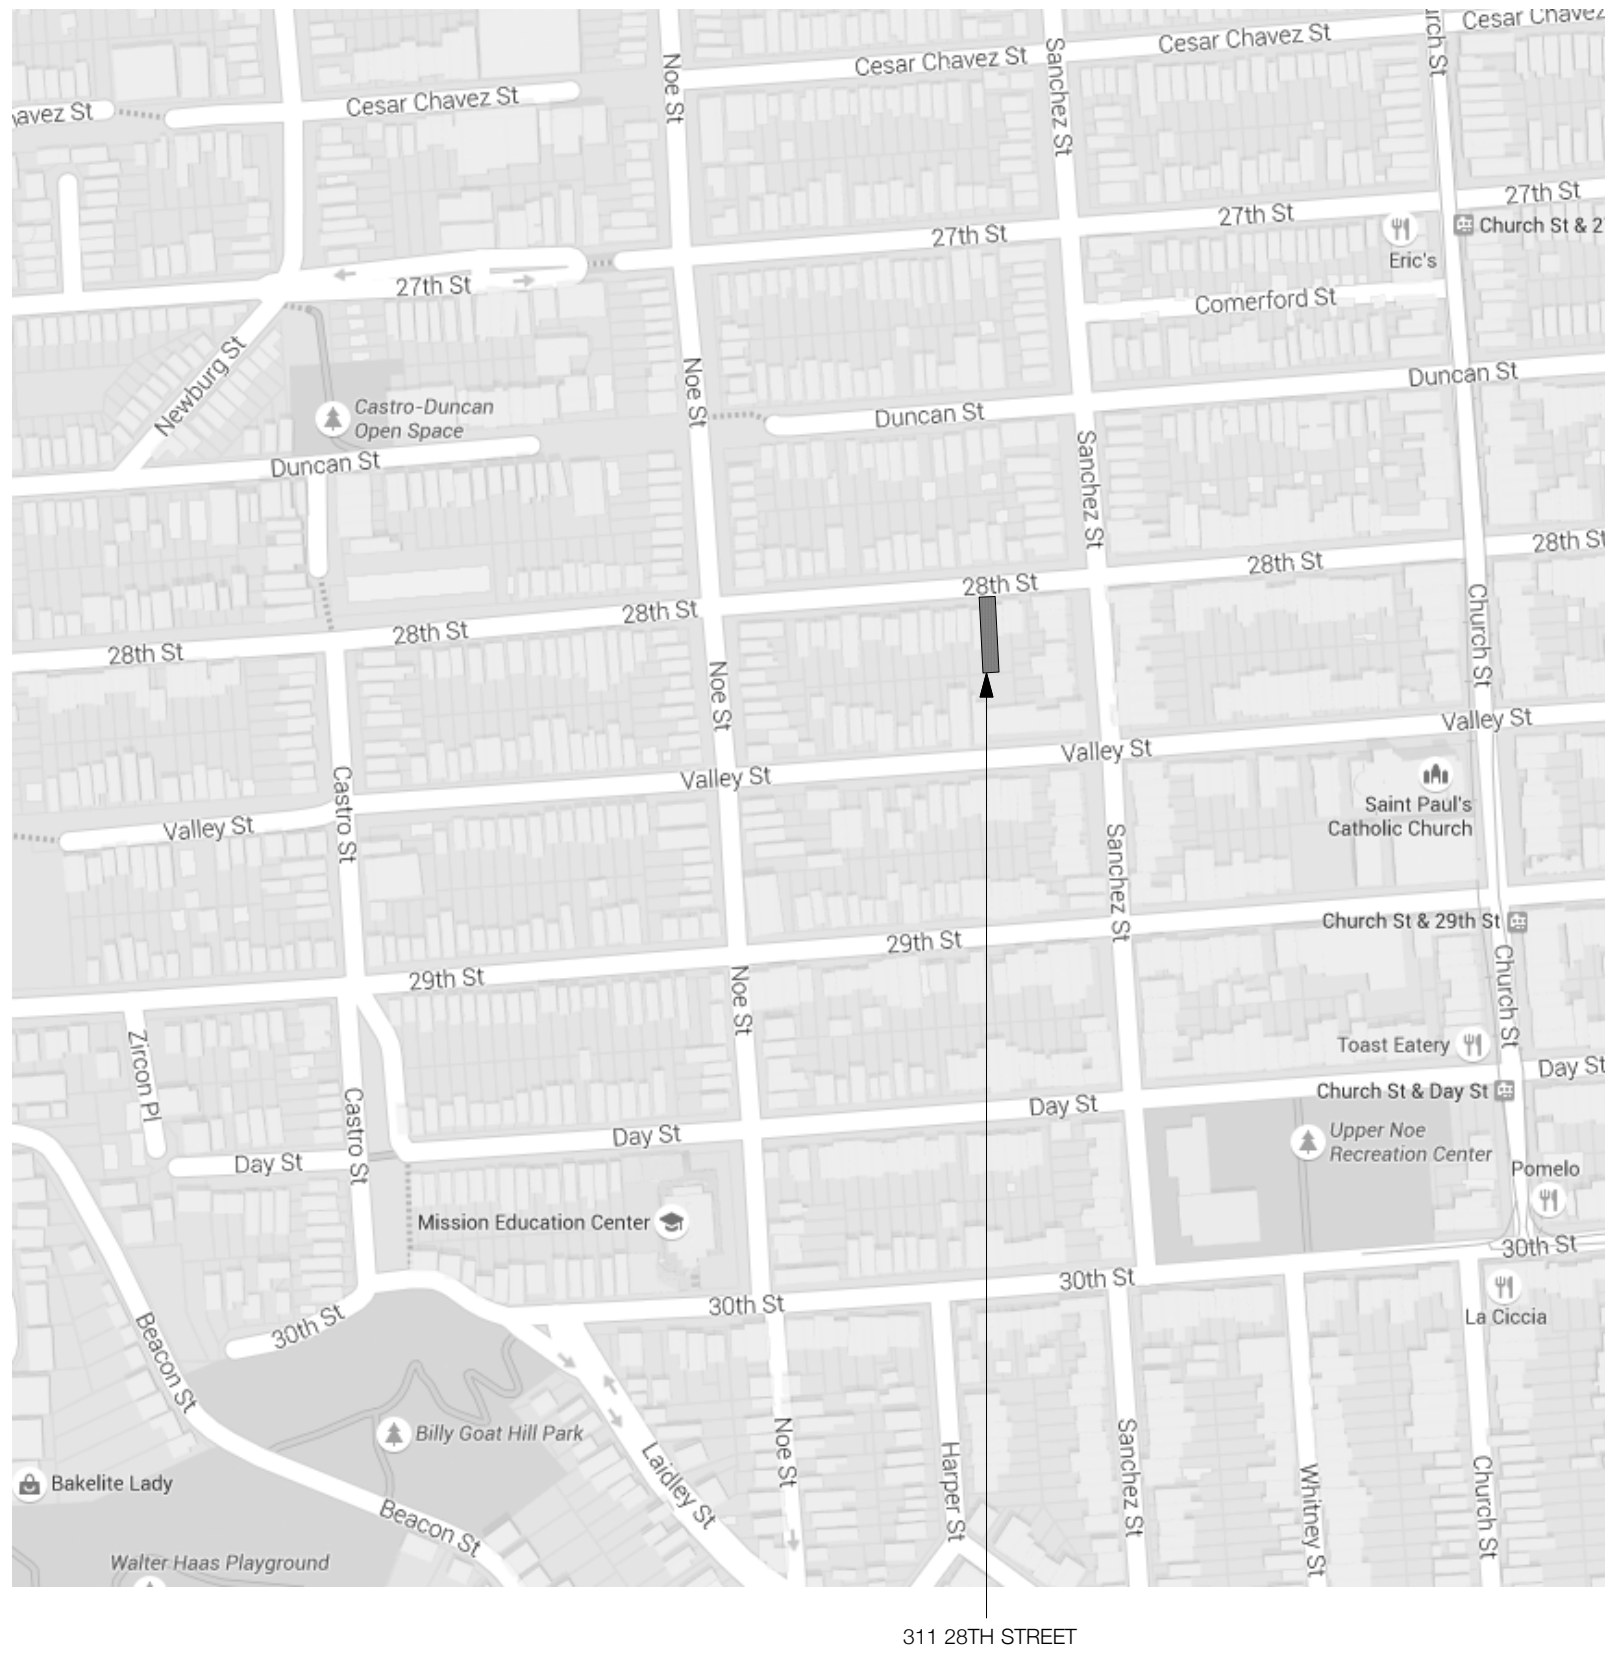 Cesar Chavez St
Cesar Chavez St
Cesar Chavez
Cesar Chavez St
Noe St
Sanchez St
27th St
27th St
27th St
27th St
Church St & 2
Eric's
Comerford St
Newburg St
Noe St
Duncan St
Castro-Duncan
Open Space
Duncan St
Duncan St
Sanchez St
28th St
28th St
28th St
28th St
28th St
28th St
Noe St
Church St
Valley St
Valley St
Valley St
Valley St
Castro St
Saint Paul's
Catholic Church
Sanchez St
Church St & 29th St
29th St
29th St
Noe St
Church St
Zircon Pl
Toast Eatery
Day St
Church St & Day St
Castro St
Day St
Day St
Day St
Upper Noe
Recreation Center
Pomelo
Mission Education Center
30th St
30th St
30th St
30th St
La Ciccia
Beacon St
Billy Goat Hill Park
Noe St
Laidley St
Harper St
Sanchez St
Whitney St
Church St
Bakelite Lady
Beacon St
Walter Haas Playground
311 28TH STREET